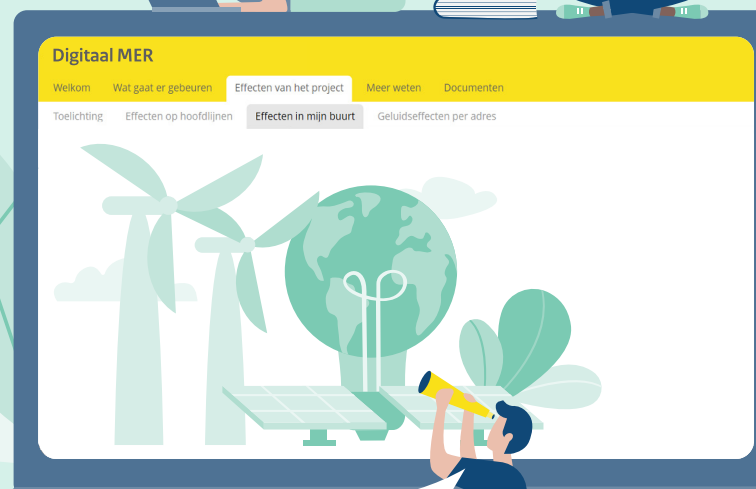 Digitaal MER
Welkom Wat gaat er gebeuren Effecten van het project Meer weten Documenten
Toelichting Effecten op hoofdlijnen Effecten in mijn buurt Geluidseffecten per adres